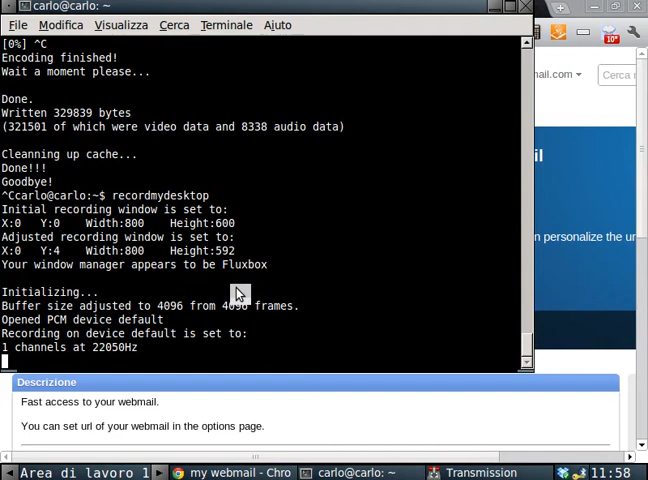 carlo@carlo: ~
File Modifica Visualizza Cerca Terminale Aiuto
[0%] ^C
Encoding finished!
Wait a moment please...
Done.
Written 329839 bytes
(321501 of which were video data and 8338 audio data)
Cleanning up cache...
Done!!!
Goodbye!
^Ccarlo@carlo:~$ recordmydesktop
Initial recording window is set to:
X:0 Y:0 Width:800 Height:600
Adjusted recording window is set to:
X:0 Y:4 Width:800 Height:592
Your window manager appears to be Fluxbox
Initializing...
Buffer size adjusted to 4096 from 4096 frames.
Opened PCM device default
Recording on device default is set to:
1 channels at 22050Hz
10°
mail.com
Cerca
il
n personalize the ur
Descrizione
Fast access to your webmail.
You can set url of your webmail in the options page.
Area di lavoro 1
my webmail - Chro
carlo@carlo: ~
Transmission
11:58